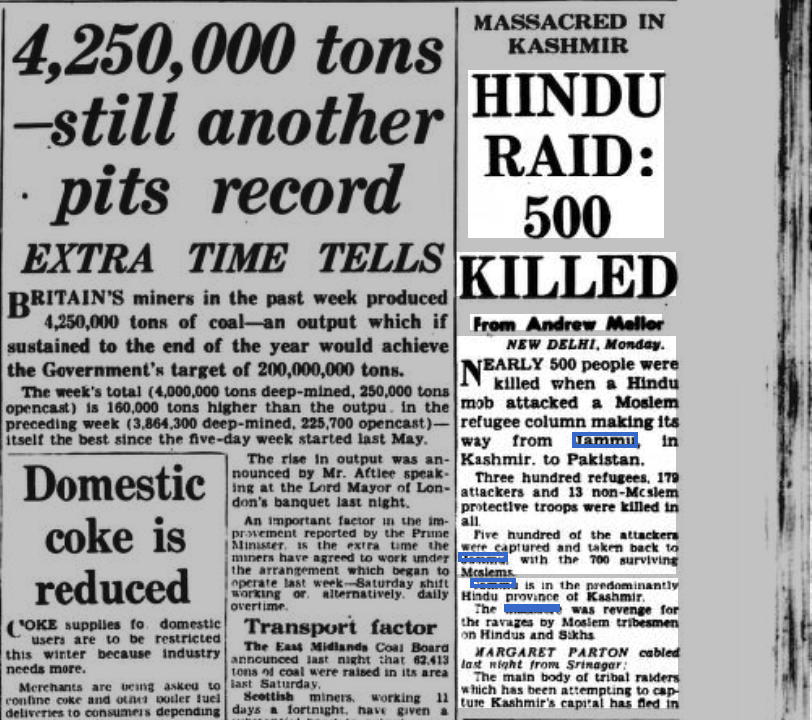 4,250,000 tons
—still another
pits record
EXTRA TIME TELLS
BRITAIN'S miners in the past week produced
4,250,000 tons of coal—an output which if
sustained to the end of the year would achieve
the Government's target of 200,000,000 tons.
The week's total (4,000,000 tons deep-mined, 250,000 tons
opencast) is 160,000 tons higher than the outpu. in the
preceding week (3,864,300 deep-mined, 225,700 opencast)—
itself the best since the five-day week started last May.
Domestic
coke is
reduced
COKE supplies fo. domestic
users are to be restricted
this winter because industry
needs more.
Merchants are being asked to
confine coke and other boiler fuel
deliveries to consumers depending
The rise in output was an-
nounced by Mr. Attlee speak-
ing at the Lord Mayor of Lon-
don's banquet last night.
An important factor in the im-
provement reported by the Prime
Minister, is the extra time the
miners have agreed to work under
the arrangement which began to
operate last week—Saturday shift
working or, alternatively, daily
overtime.
Transport factor
The East Midlands Coal Board
announced last night that 62,413
tons of coal were raised in its area
last Saturday.
Scottish miners, working 11
days a fortnight, have given a
MASSACRED IN
KASHMIR
HINDU
RAID:
500
KILLED
From Andrew Mellor
NEW DELHI, Monday.
NEARLY 500 people were
killed when a Hindu
mob attacked a Moslem
refugee column making its
way from Jammu, in
Kashmir. to Pakistan.
Three hundred refugees, 179
attackers and 13 non-Moslem
protective troops were killed in
all.
Five hundred of the attackers
were captured and taken back to
with the 700 surviving
Moslems.
is in the predominantly
Hindu province of Kashmir.
The was revenge for
the ravages by Moslem tribesmen
on Hindus and Sikhs.
MARGARET PARTON cabled
last night from Srinagar:
The main body of tribal raiders
which has been attempting to cap-
ture Kashmir's capital has fled in